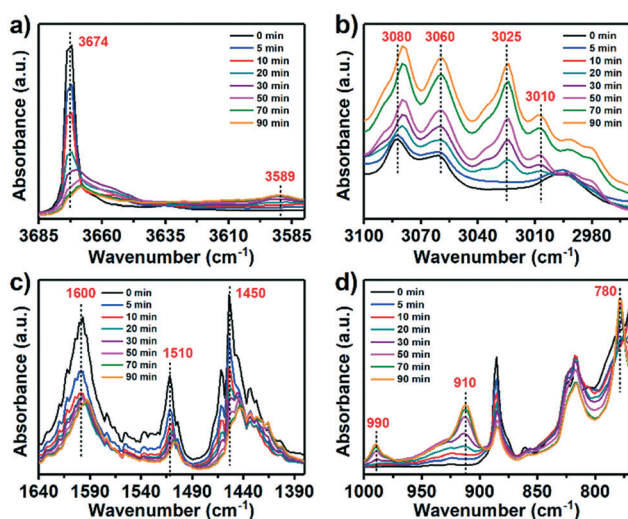 a)
3674
3589
0 min
5 min
10 min
20 min
30 min
50 min
70 min
90 min
Absorbance (a.u.)
3685 3660 3635 3610 3585
Wavenumber (cm⁻¹)
b)
3080 3060 3025 3010
0 min
5 min
10 min
20 min
30 min
50 min
70 min
90 min
Absorbance (a.u.)
3100 3070 3040 3010 2980
Wavenumber (cm⁻¹)
c)
1600
1510
1450
0 min
5 min
10 min
20 min
30 min
50 min
70 min
90 min
Absorbance (a.u.)
1640 1590 1540 1490 1440 1390
Wavenumber (cm⁻¹)
d)
990
910
780
0 min
5 min
10 min
20 min
30 min
50 min
70 min
90 min
Absorbance (a.u.)
1000 900 800
Wavenumber (cm⁻¹)